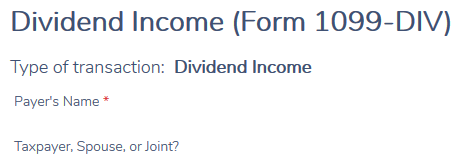 Dividend Income (Form 1099-DIV)
Type of transaction: Dividend Income
Payer's Name *
Taxpayer, Spouse, or Joint?